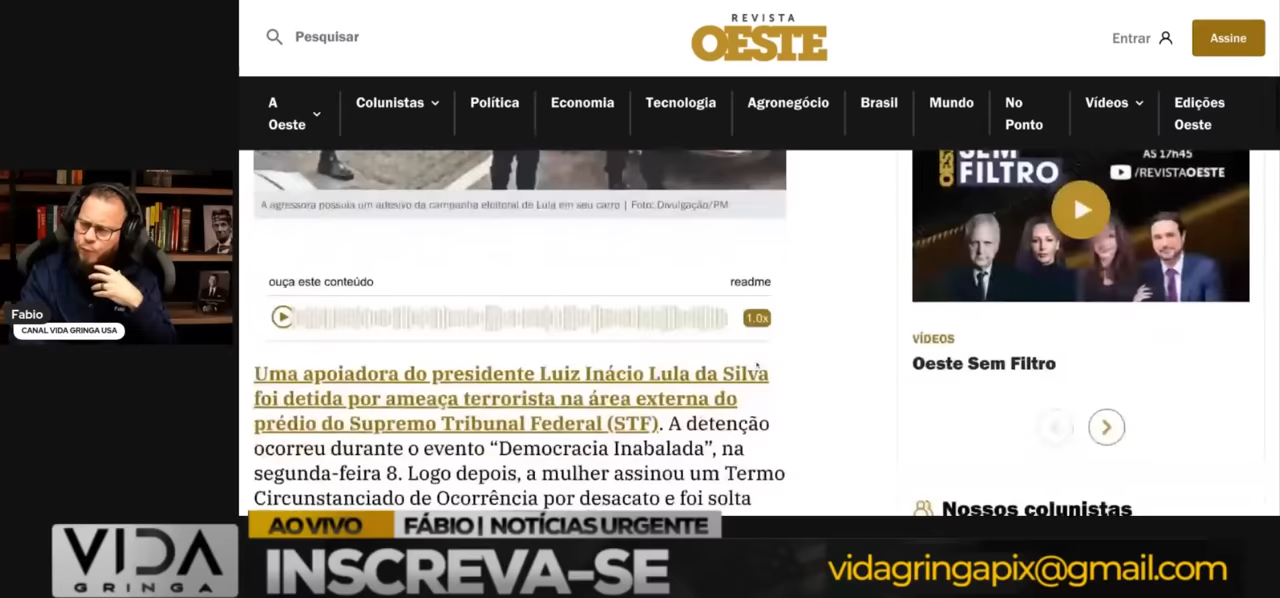 Pesquisar
REVISTA
OESTE
Entrar
Assine
A
Oeste
Colunistas
Política
Economia
Tecnologia
Agronegócio
Brasil
Mundo
No
Ponto
Vídeos
Edições
Oeste
A agressora possuía um adesivo da campanha eleitoral de Lula em seu carro | Foto: Divulgação/PM
ouça este conteúdo
readme
1.0x
Uma apoiadora do presidente Luiz Inácio Lula da Silva
foi detida por ameaça terrorista na área externa do
prédio do Supremo Tribunal Federal (STF). A detenção
ocorreu durante o evento “Democracia Inabalada”, na
segunda-feira 8. Logo depois, a mulher assinou um Termo
Circunstanciado de Ocorrência por desacato e foi solta
OESTE
SEM
FILTRO
ÀS 17h45
/REVISTAOESTE
VÍDEOS
Oeste Sem Filtro
Nossos colunistas
Fabio
CANAL VIDA GRINGA USA
VIDA
GRINGA
AO VIVO
FÁBIO | NOTÍCIAS URGENTE
INSCREVA-SE
vidagringapix@gmail.com